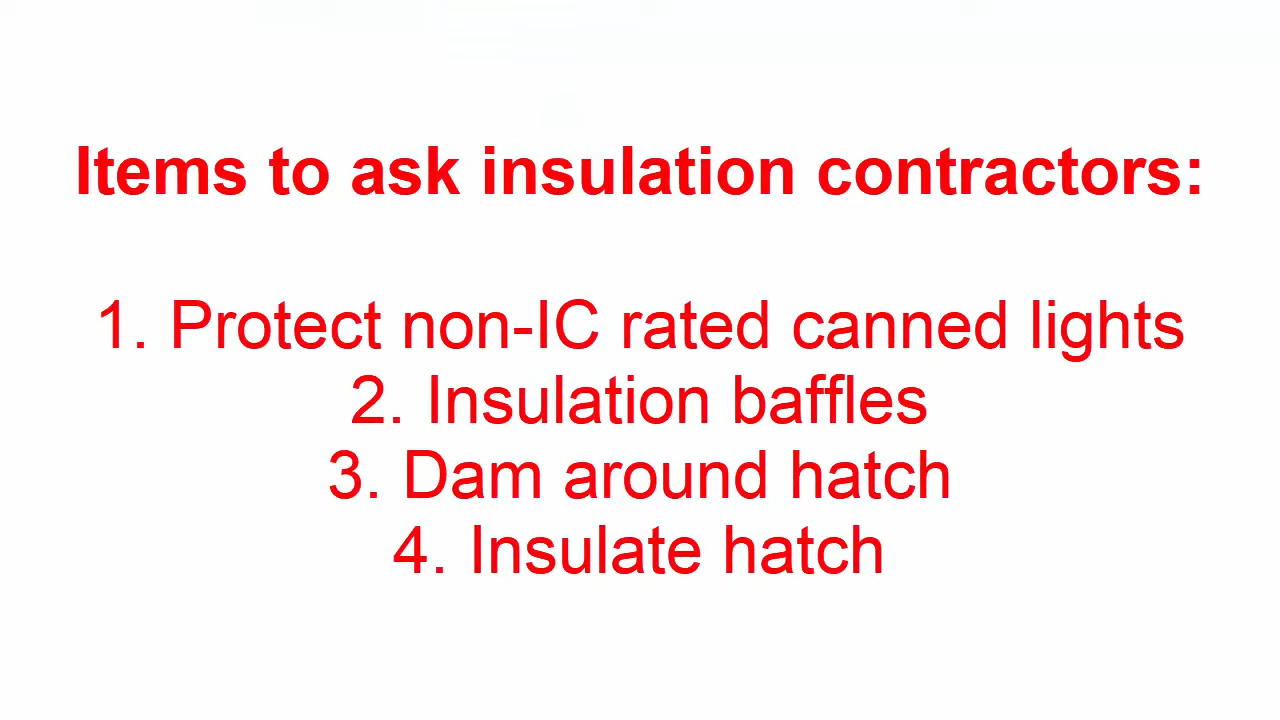 Items to ask insulation contractors:
1. Protect non-IC rated canned lights
2. Insulation baffles
3. Dam around hatch
4. Insulate hatch